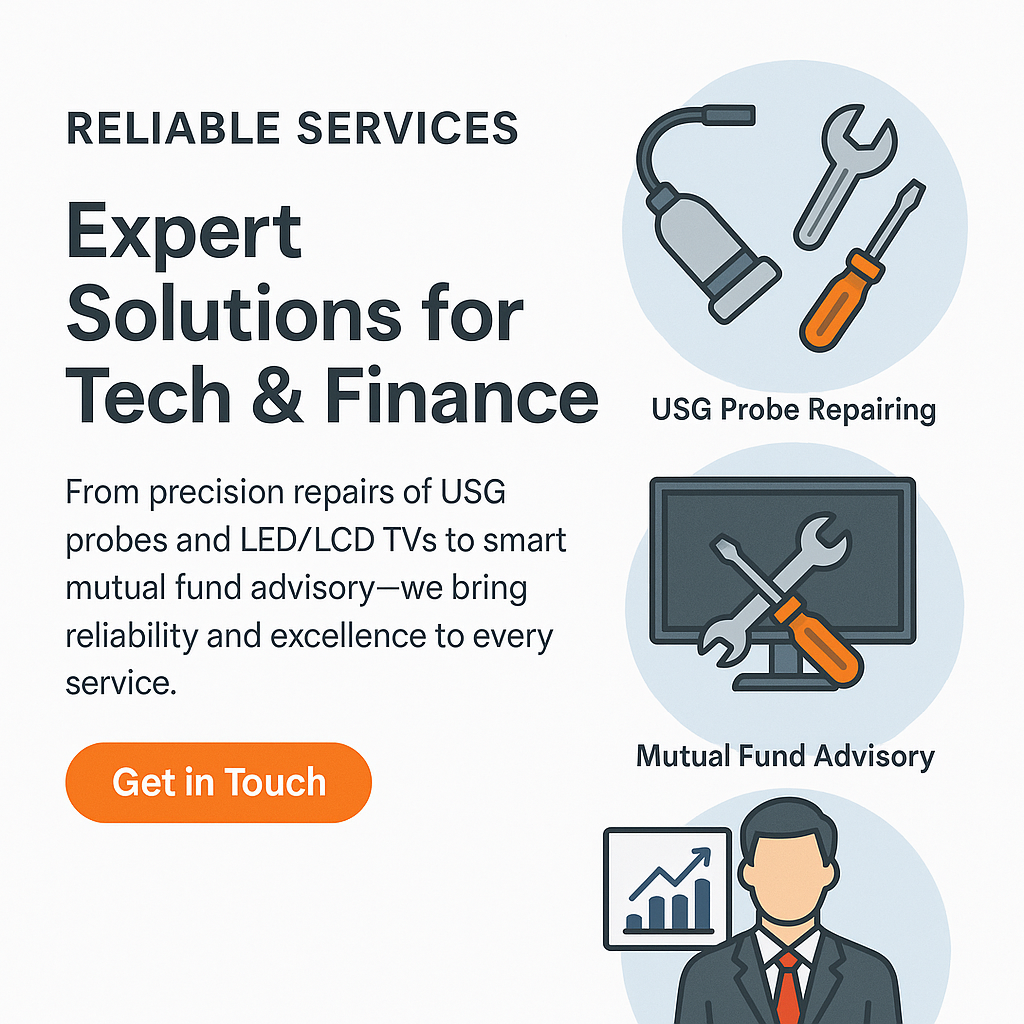 RELIABLE SERVICES
Expert
Solutions for
Tech & Finance
From precision repairs of USG
probes and LED/LCD TVs to smart
mutual fund advisory—we bring
reliability and excellence to every
service.
Get in Touch
USG Probe Repairing
Mutual Fund Advisory